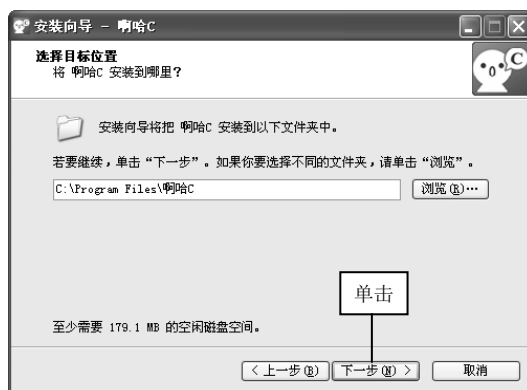 安装向导 - 啊哈C
选择目标位置
将 啊哈C 安装到哪里？
C
安装向导将把 啊哈C 安装到以下文件夹中。
若要继续，单击“下一步”。如果你要选择不同的文件夹，请单击“浏览”。
C:\Program Files\啊哈C 浏览(R)…
单击
至少需要 179.1 MB 的空闲磁盘空间。
< 上一步(B) 下一步(N) > 取消